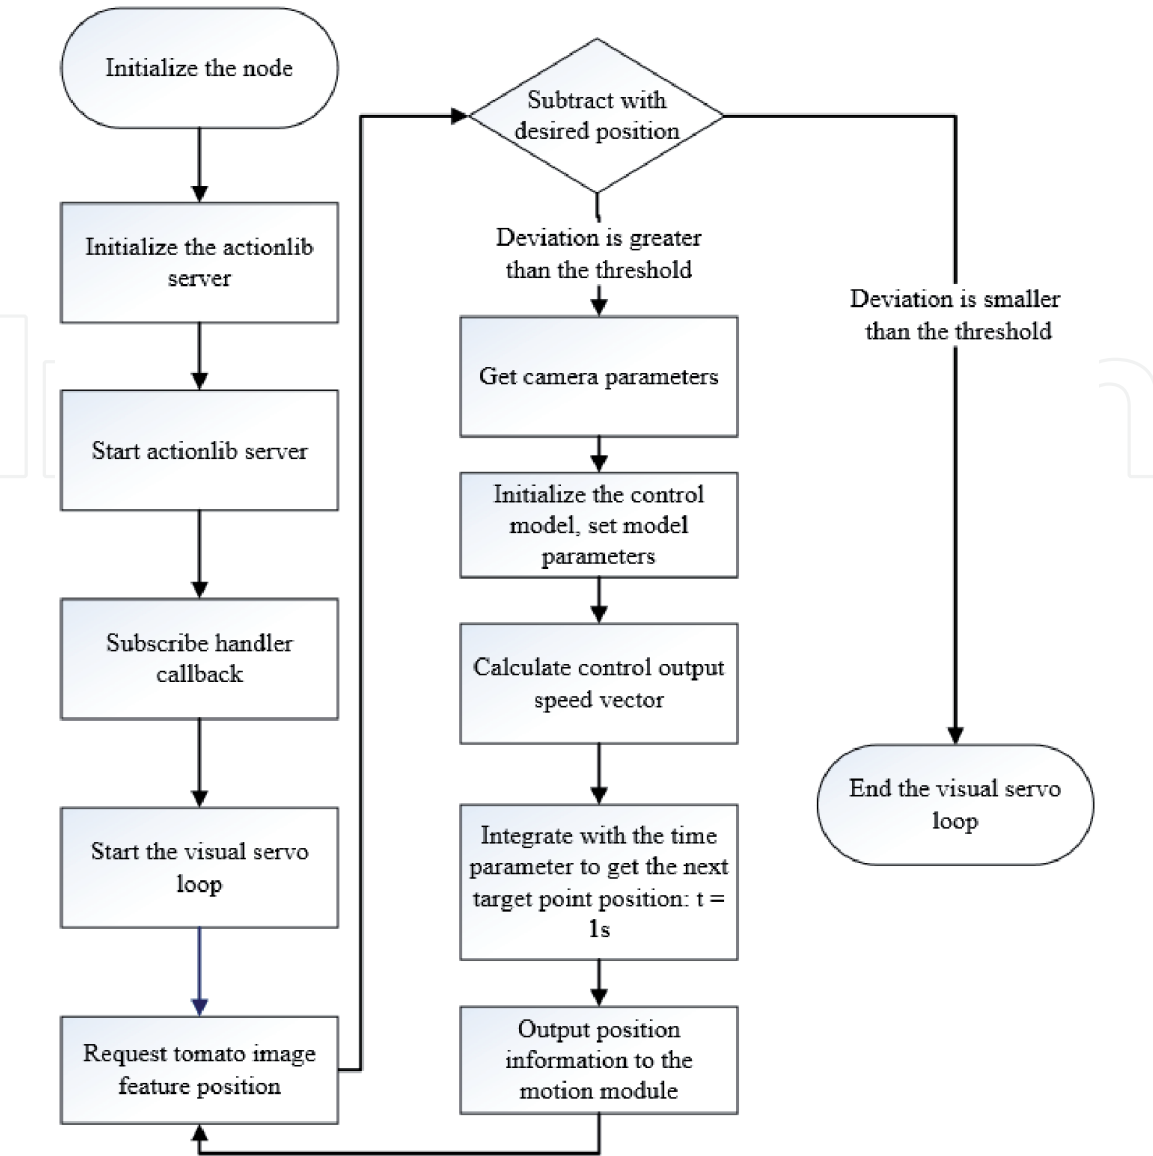 Initialize the node
Initialize the actionlib
server
Start actionlib server
Subscribe handler
callback
Start the visual servo
loop
Request tomato image
feature position
Subtract with
desired position
Deviation is greater
than the threshold
Get camera parameters
Initialize the control
model, set model
parameters
Calculate control output
speed vector
Integrate with the time
parameter to get the next
target point position: t =
1s
Output position
information to the
motion module
Deviation is smaller
than the threshold
End the visual servo
loop